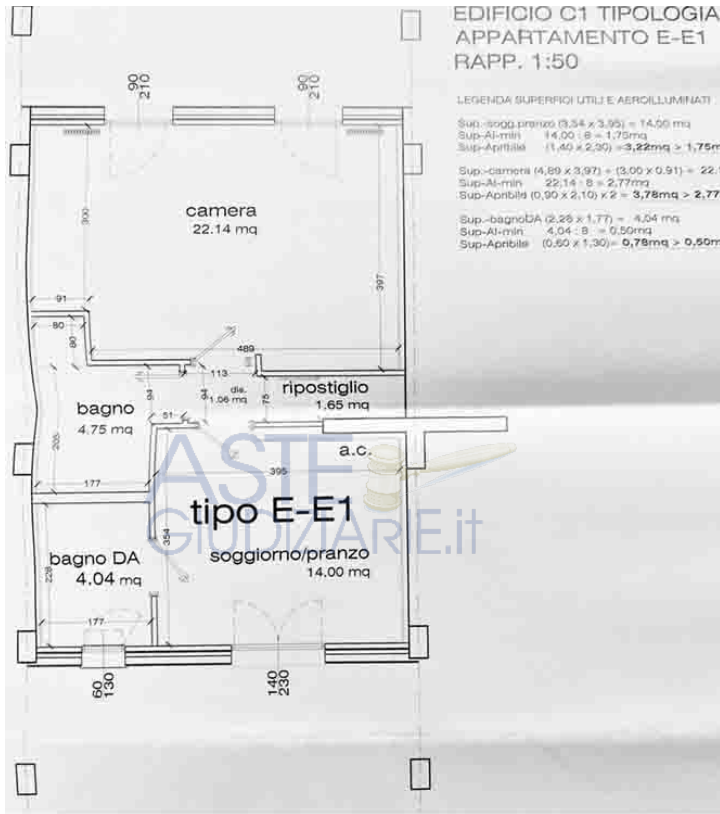 EDIFICIO C1 TIPOLOGIA
APPARTAMENTO E-E1
RAPP. 1:50
LEGENDA SUPERFICI UTILI E AEROILLUMINATI
Sup.-sogg.pranzo (3,54 x 3,95) = 14,00 mq
Sup-Al-min 14,00 : 8 = 1,75mq
Sup-Apribile (1,40 x 2,30) = 3,22mq > 1,75m
Sup.-camera (4,89 x 3,97) + (3,00 x 0.91) = 22.1
Sup-Al-min 22,14 : 8 = 2,77mq
Sup-Apribile (0,90 x 2,10) x 2 = 3,78mq > 2,77
Sup.-bagnoDA (2,28 x 1,77) = 4,04 mq
Sup-Al-min 4,04 : 8 = 0,50mq
Sup-Apribile (0,60 x 1,30) = 0,78mq > 0,50m
90
210
90
210
300
camera
22.14 mq
397
91
80
80
489
113
dis.
1.06 mq
94
94
75
ripostiglio
1.65 mq
bagno
4.75 mq
51
205
177
a.c.
395
ASTE
GIUDIZIARIE.it
tipo E-E1
354
soggiorno/pranzo
14.00 mq
bagno DA
4.04 mq
228
177
60
130
140
230